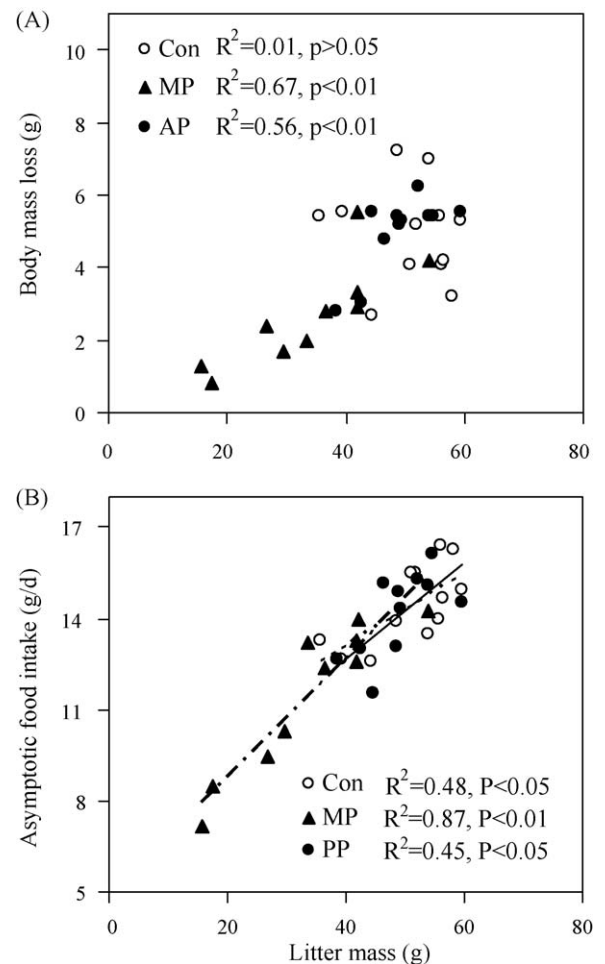 (A)
Con R²=0.01, p>0.05
MP R²=0.67, p<0.01
AP R²=0.56, p<0.01
Body mass loss (g)
10
8
6
4
2
0
0 20 40 60 80
(B)
Asymptotic food intake (g/d)
17
14
11
8
5
Con R²=0.48, P<0.05
MP R²=0.87, P<0.01
PP R²=0.45, P<0.05
0 20 40 60 80
Litter mass (g)